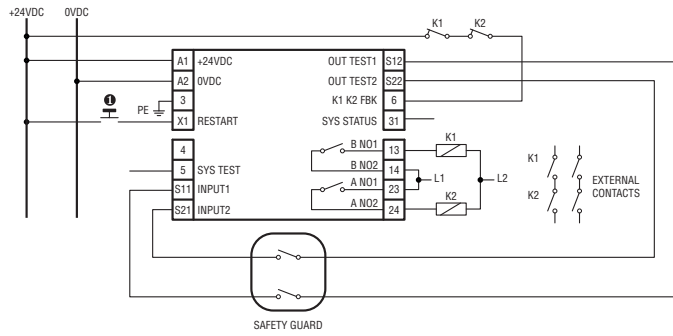 +24VDC 0VDC
K1 K2
A1 +24VDC OUT TEST1 S12
A2 0VDC OUT TEST2 S22
PE 3 K1 K2 FBK 6
1 X1 RESTART SYS STATUS 31
4 B NO1 13 K1
5 SYS TEST B NO2 14 L1 L2
S11 INPUT1 A NO1 23
S21 INPUT2 A NO2 24 K2
K1
K2 EXTERNAL
CONTACTS
SAFETY GUARD